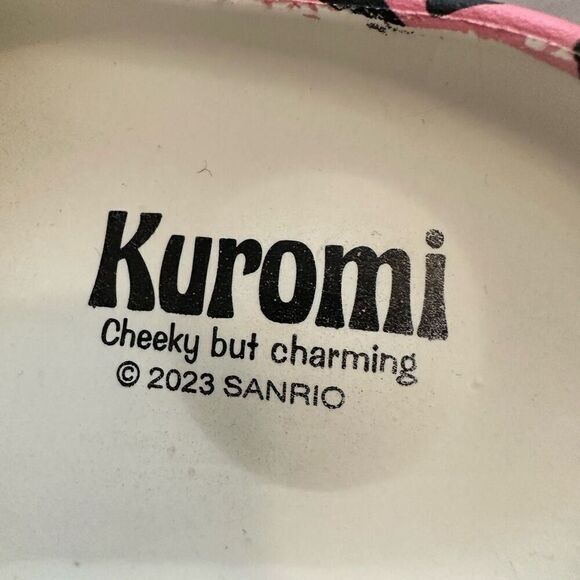 Kuromi
Cheeky but charming
© 2023 SANRIO